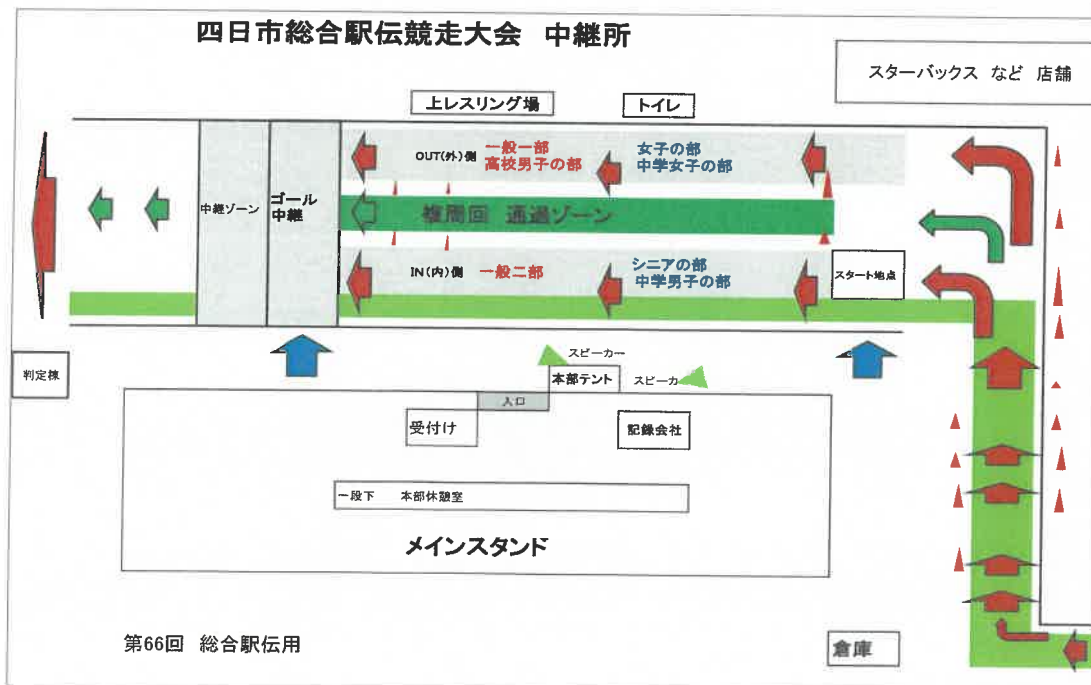 四日市総合駅伝競走大会 中継所
スターバックス など 店舗
上レスリング場
トイレ
OUT(外)側
一般一部
高校男子の部
女子の部
中学女子の部
中継ゾーン
ゴール
中継
複周回 通過ゾーン
IN(内)側
一般二部
シニアの部
中学男子の部
スタート地点
判定棟
スピーカー
本部テント
スピーカ
入口
受付け
記録会社
一段下 本部休憩室
メインスタンド
第66回 総合駅伝用
倉庫